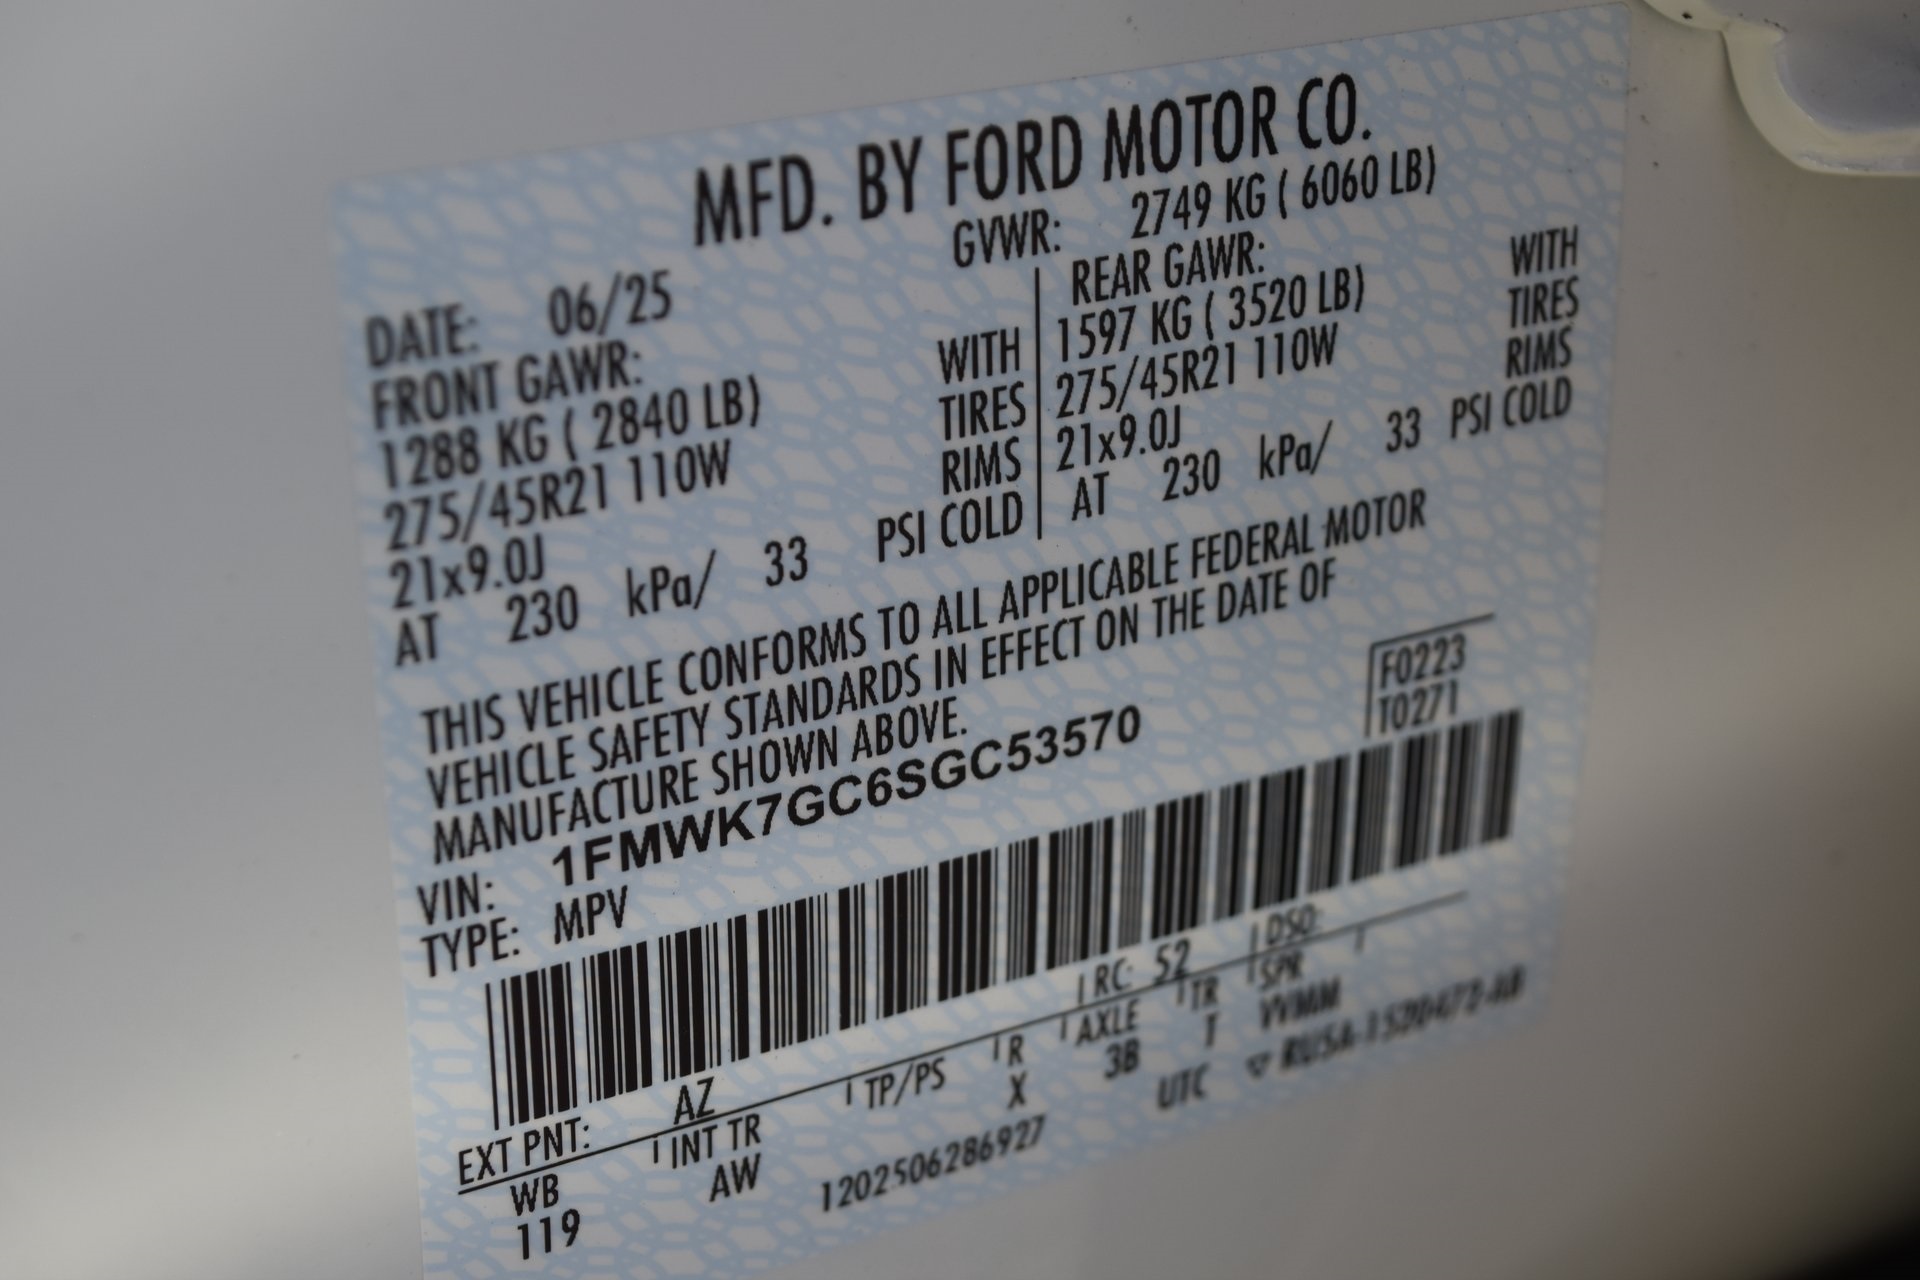 MFD. BY FORD MOTOR CO.
DATE: 06/25 GVWR: 2749 KG ( 6060 LB)
FRONT GAWR: REAR GAWR:
1288 KG ( 2840 LB) WITH 1597 KG ( 3520 LB) WITH
275/45R21 110W TIRES 275/45R21 110W TIRES
21x9.0J RIMS 21x9.0J RIMS
AT 230 kPa/ 33 PSI COLD AT 230 kPa/ 33 PSI COLD
THIS VEHICLE CONFORMS TO ALL APPLICABLE FEDERAL MOTOR
VEHICLE SAFETY STANDARDS IN EFFECT ON THE DATE OF
MANUFACTURE SHOWN ABOVE.
F0223
T0271
VIN: 1FMWK7GC6SGC53570
TYPE: MPV
EXT PNT: AZ RC: 52 DSO:
WB INT TR TP/PS R AXLE TR SPR
119 AW X 3B T
1202506286927 UTC